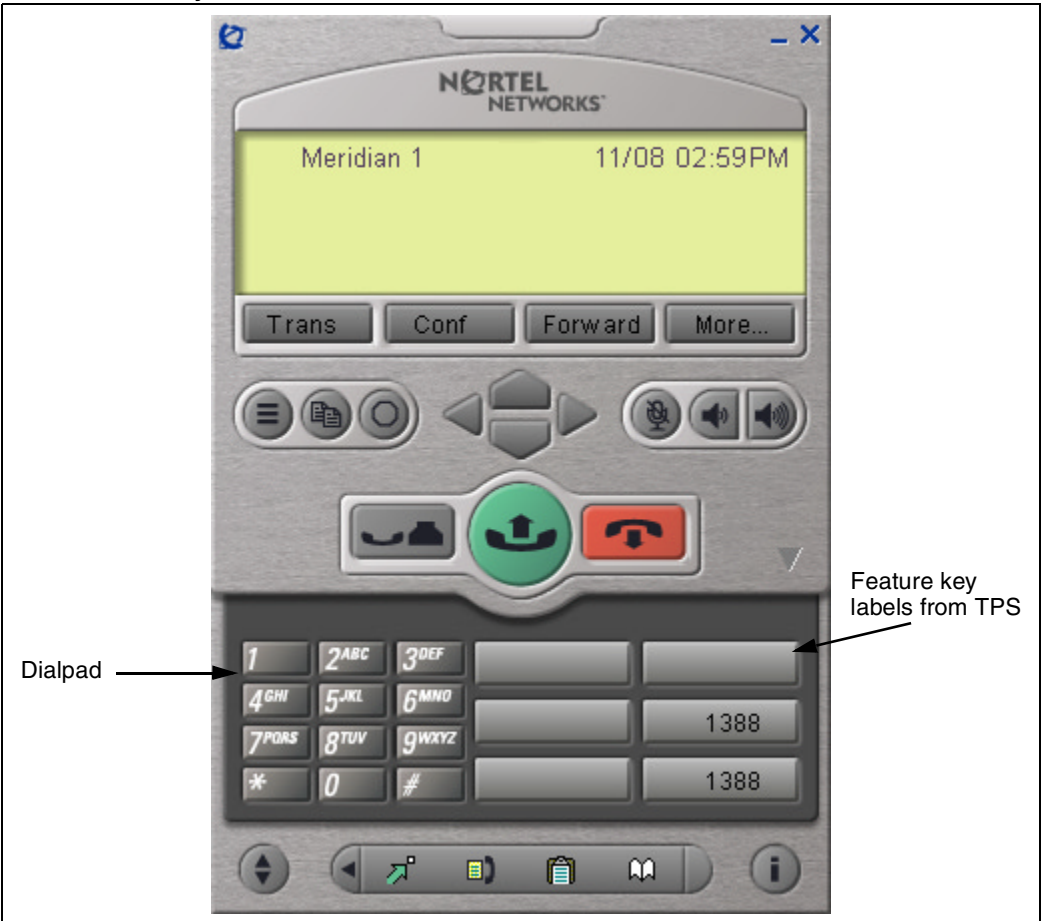 NORTEL
NETWORKS
Meridian 1 11/08 02:59PM
Trans Conf Forward More...
Feature key
labels from TPS
Dialpad
1 2ABC 3DEF
4GHI 5JKL 6MNO
1388
7PQRS 8TUV 9WXYZ
* 0 #
1388